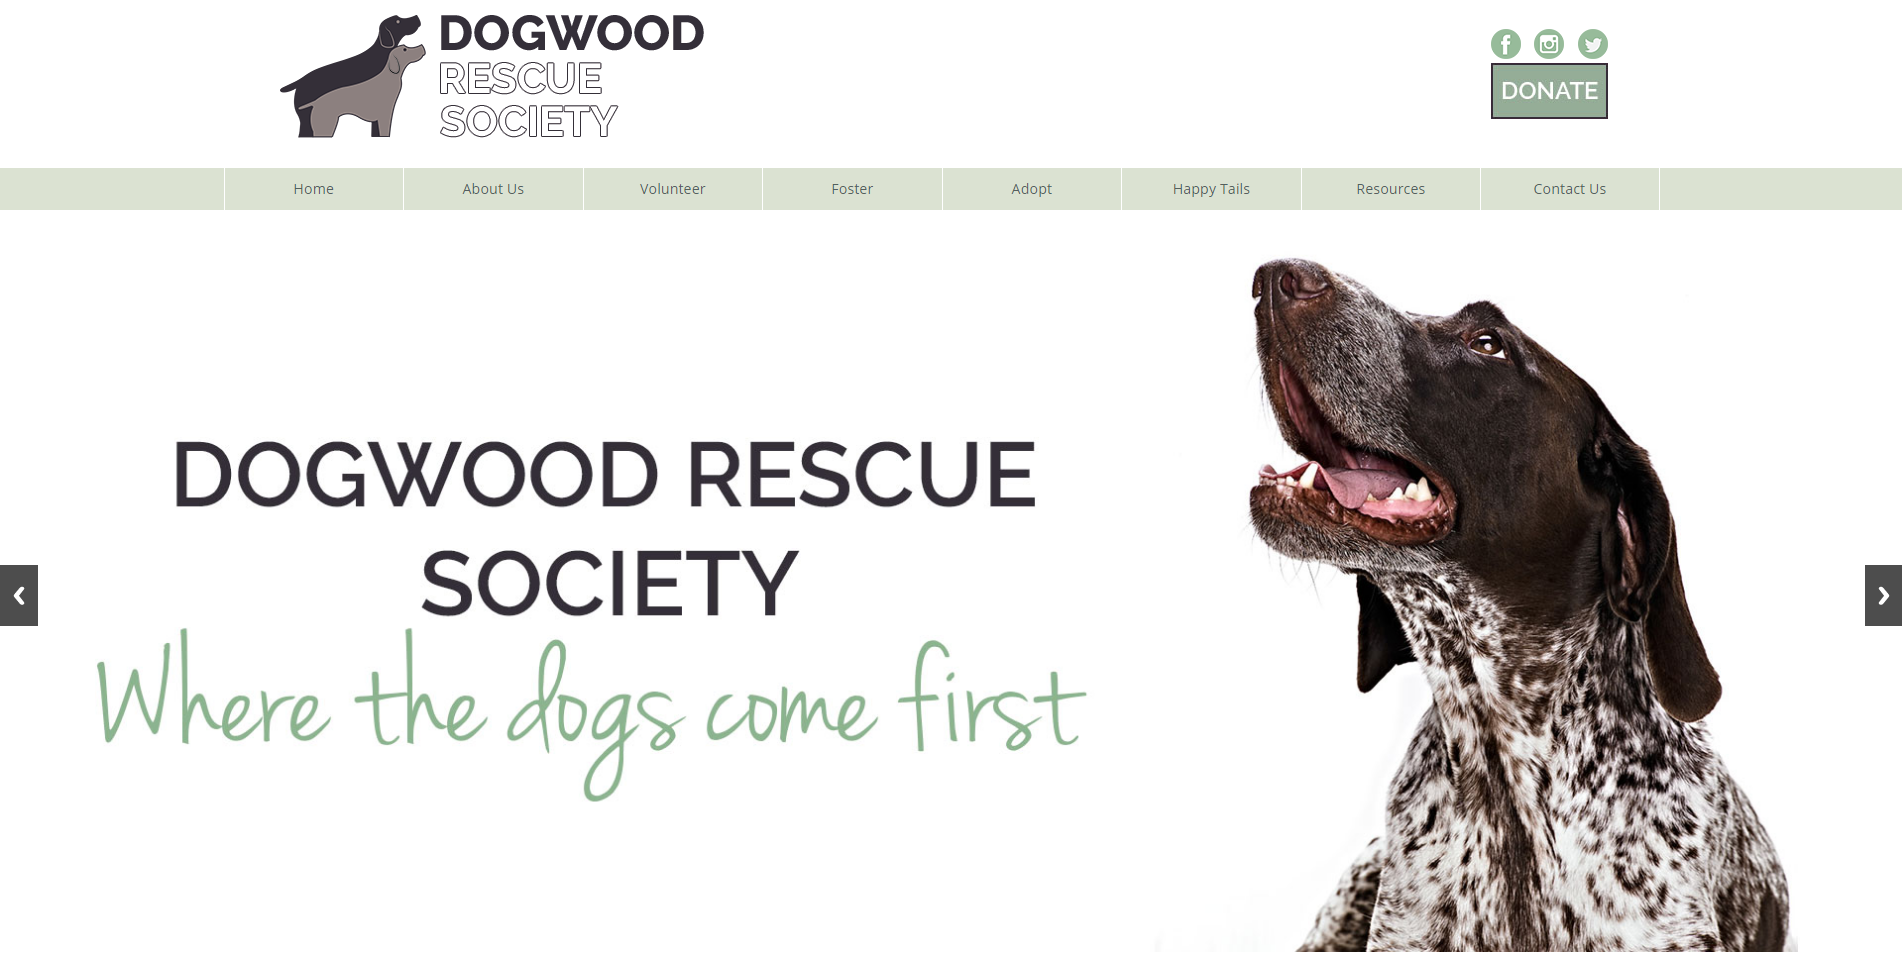 DOGWOOD
RESCUE
SOCIETY
DONATE
Home
About Us
Volunteer
Foster
Adopt
Happy Tails
Resources
Contact Us
DOGWOOD RESCUE
SOCIETY
Where the dogs come first